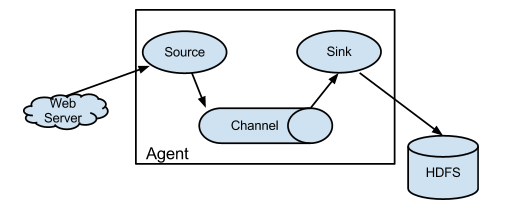 Source
Sink
Web
Server
Channel
Agent
HDFS